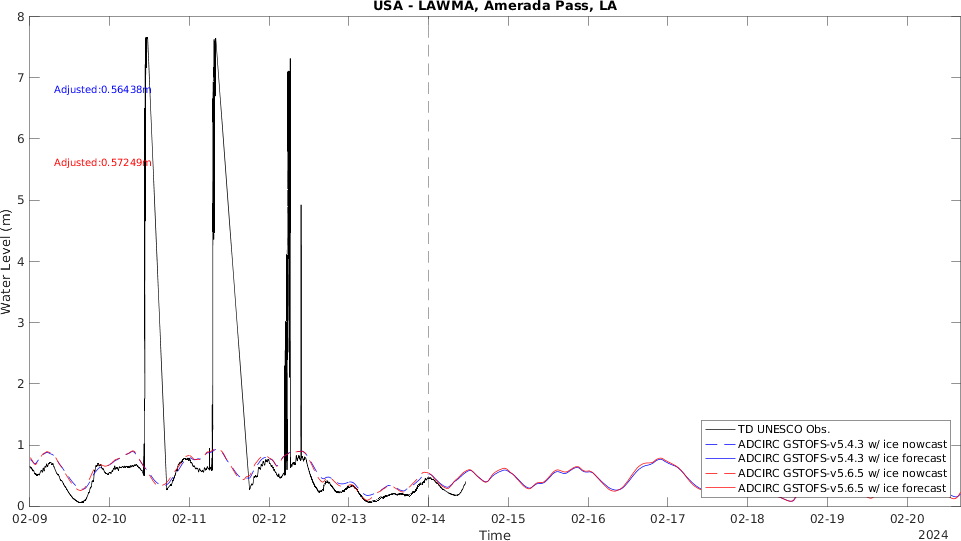 USA - LAWMA, Amerada Pass, LA
8
7
6
5
4
3
2
1
0
Water Level (m)
Adjusted:0.56438m
Adjusted:0.57249m
TD UNESCO Obs.
ADCIRC GSTOFS-v5.4.3 w/ ice nowcast
ADCIRC GSTOFS-v5.4.3 w/ ice forecast
ADCIRC GSTOFS-v5.6.5 w/ ice nowcast
ADCIRC GSTOFS-v5.6.5 w/ ice forecast
02-09 02-10 02-11 02-12 02-13 02-14 02-15 02-16 02-17 02-18 02-19 02-20
Time
2024